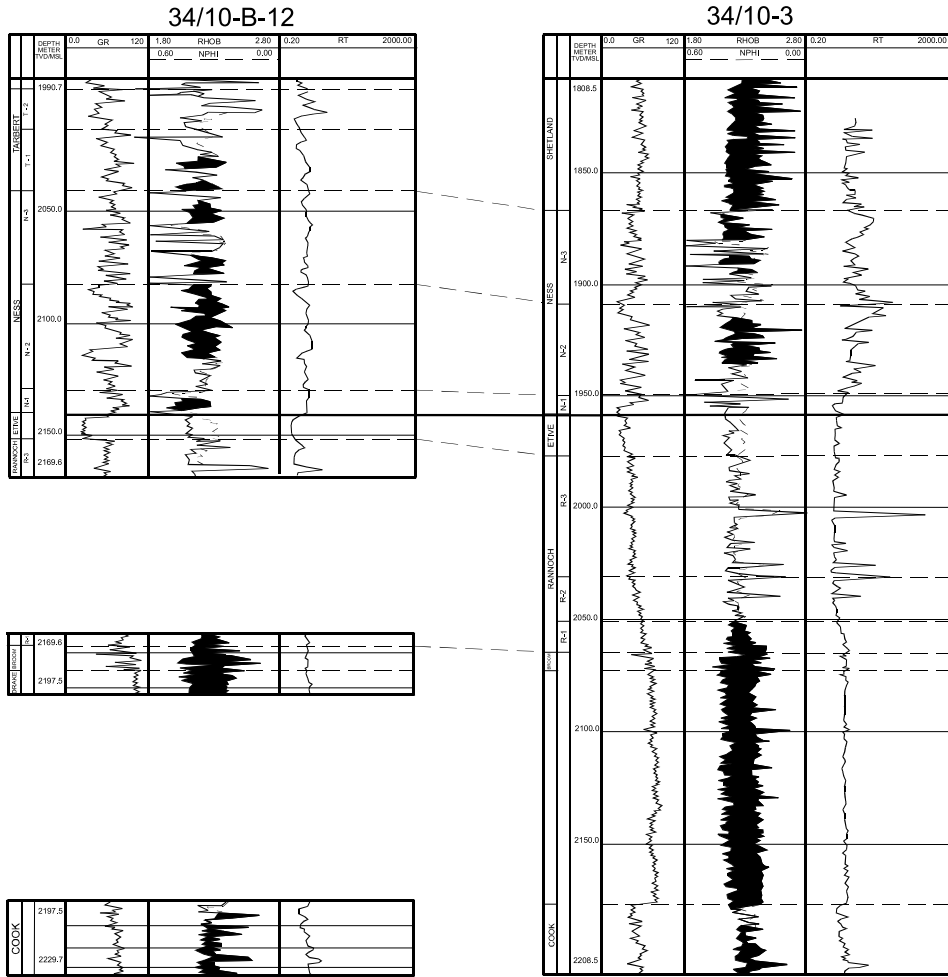 34/10-B-12
DEPTH METER TVD/MSL
0.0 GR 120
1.80 RHOB 2.80
0.60 NPHI 0.00
0.20 RT 2000.00
TARBERT
T-2
T-1
NESS
N-3
N-2
N-1
ETIVE
RANNOCH
R-3
1990.7
2050.0
2100.0
2150.0
2169.6
BROOM
DRAKE
2169.6
2197.5
COOK
2197.5
2229.7
34/10-3
DEPTH METER TVD/MSL
0.0 GR 120
1.80 RHOB 2.80
0.60 NPHI 0.00
0.20 RT 2000.00
SHETLAND
NESS
N-3
N-2
N-1
ETIVE
RANNOCH
R-3
R-2
R-1
BROOM
COOK
1808.5
1850.0
1900.0
1950.0
2000.0
2050.0
2100.0
2150.0
2208.5